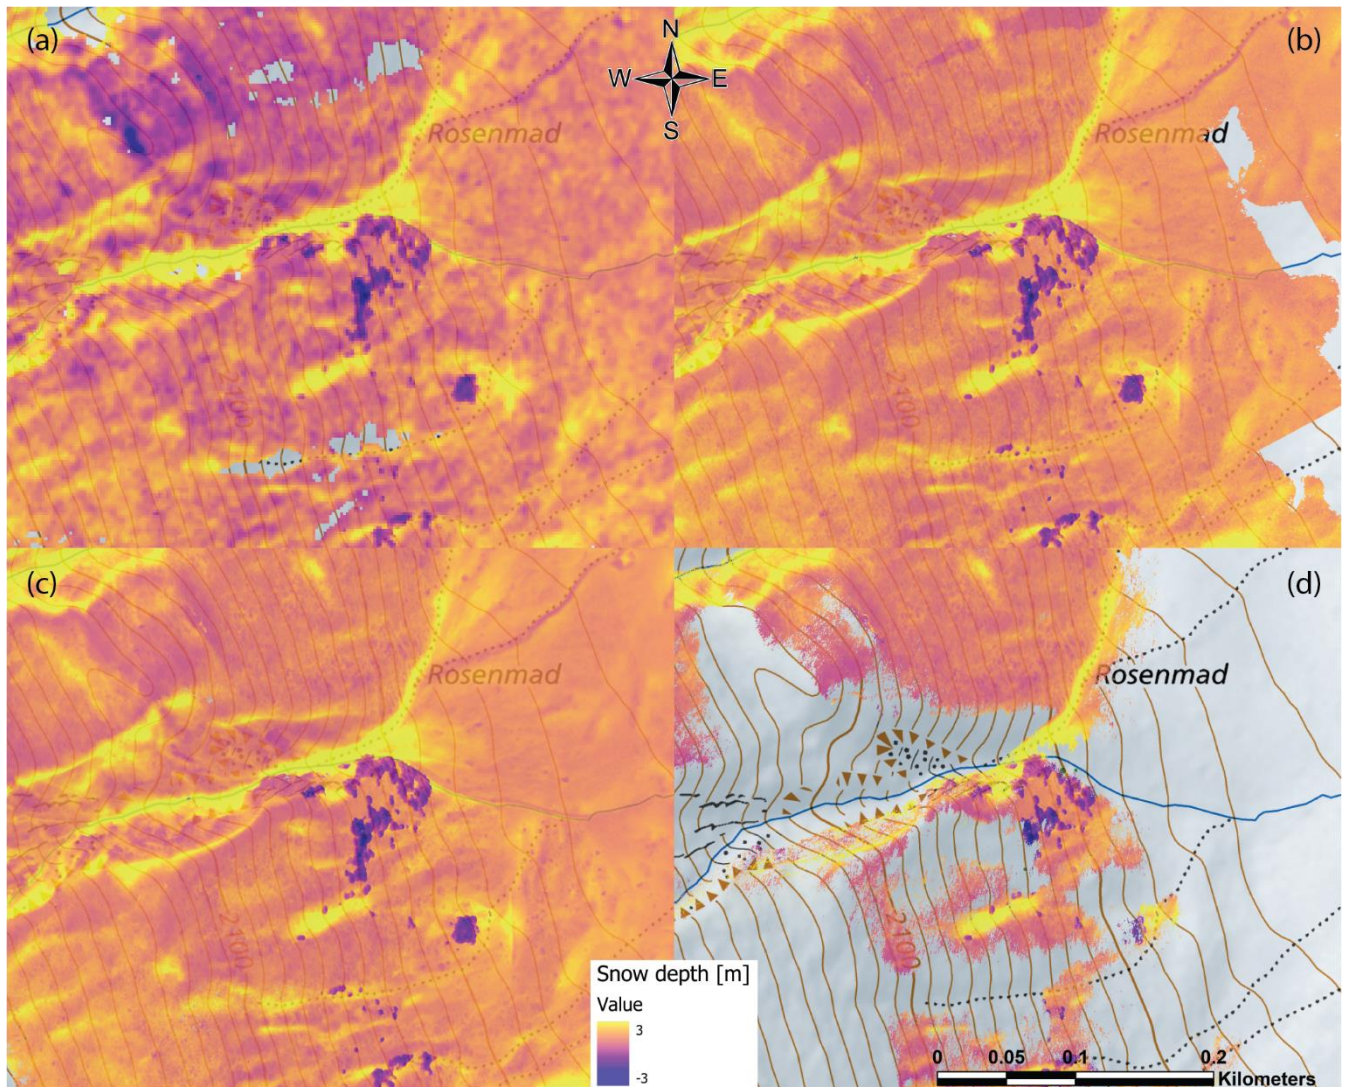 (a)
N
W E
S
(b)
Rosenmad
Rosenmad
2100
2100
(c)
(d)
Rosenmad
Rosenmad
2100
2100
Snow depth [m]
Value
3
-3
0 0.05 0.1 0.2
Kilometers